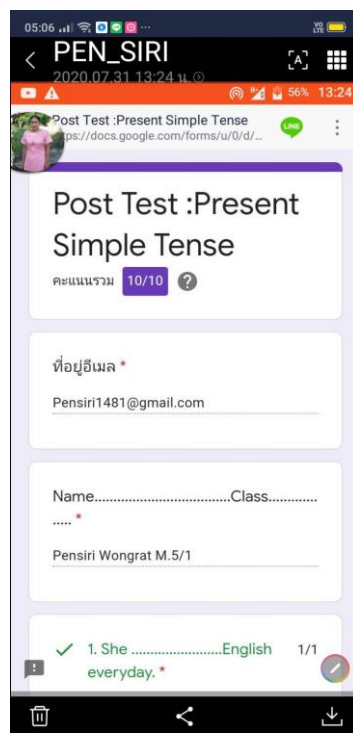 05:06
PEN_SIRI
2020.07.31 13:24 น.
56% 13:24
Post Test :Present Simple Tense
ps://docs.google.com/forms/u/0/d/...
LINE
Post Test :Present
Simple Tense
คะแนนรวม 10/10
ที่อยู่อีเมล *
Pensiri1481@gmail.com
Name..................................Class............
..... *
Pensiri Wongrat M.5/1
1. She .......................English 1/1
everyday. *